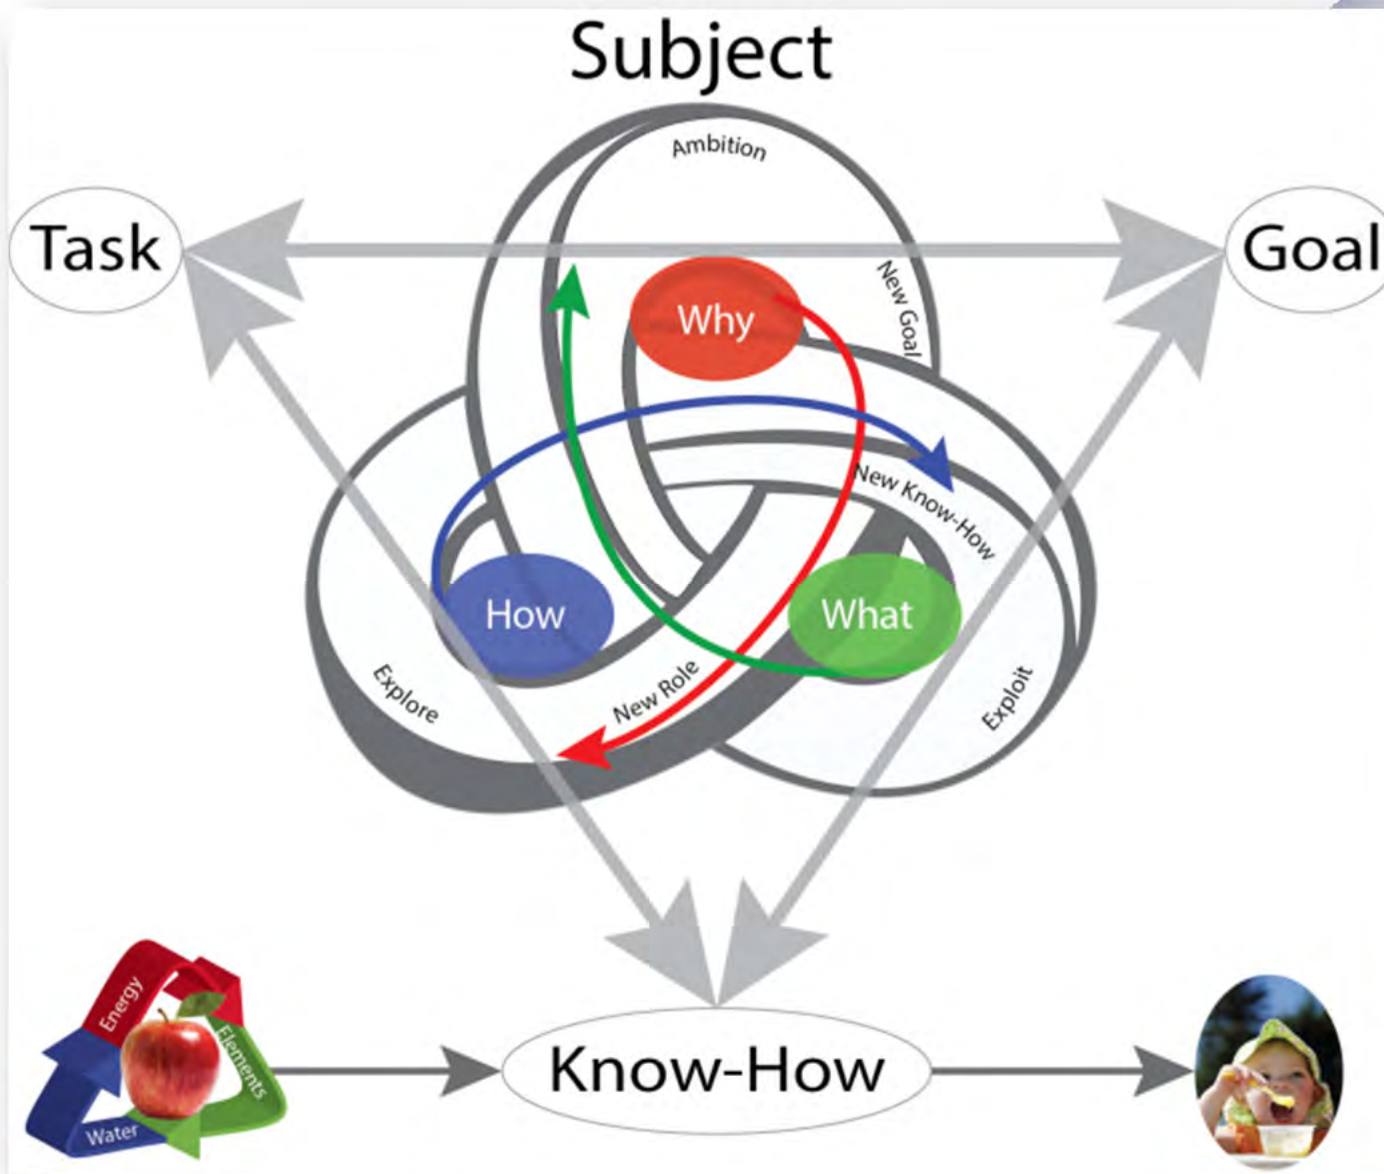 Subject
Ambition
Task
Goal
New Goal
Why
New Know-How
How
What
Explore
New Role
Exploit
Energy
Elements
Water
Know-How